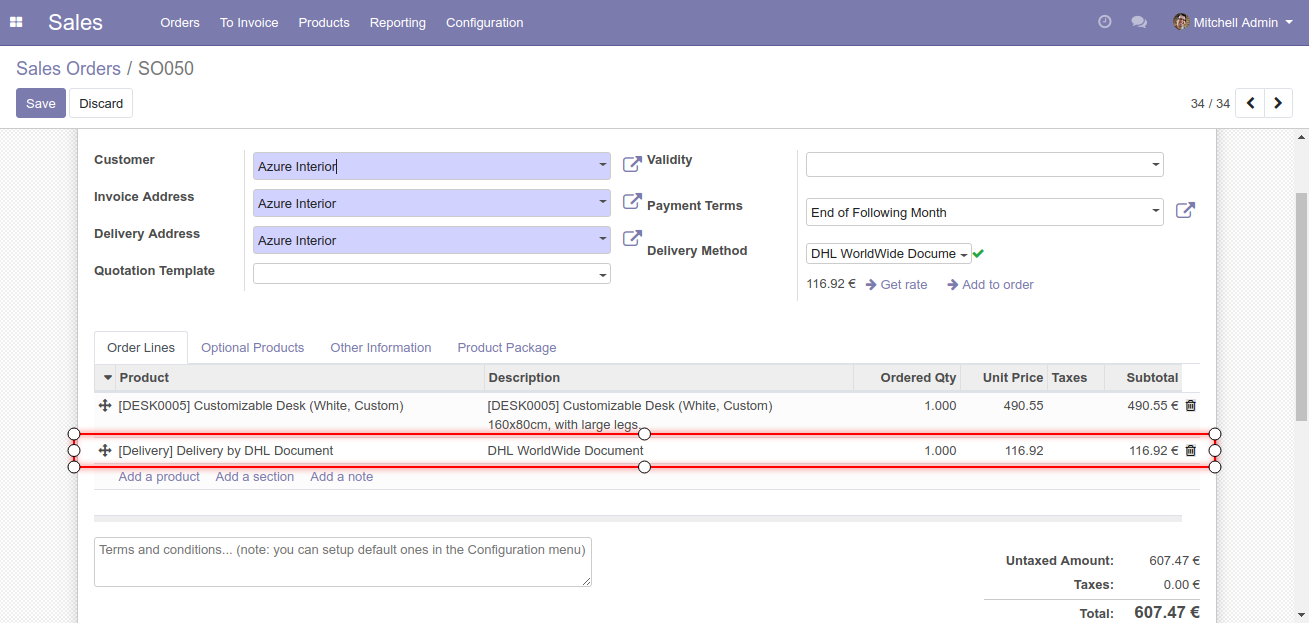 Sales Orders To Invoice Products Reporting Configuration Mitchell Admin
Sales Orders / SO050
Save Discard 34 / 34
Customer Azure Interior Validity
Invoice Address Azure Interior Payment Terms End of Following Month
Delivery Address Azure Interior Delivery Method DHL WorldWide Docume
Quotation Template 116.92 € Get rate Add to order
Order Lines Optional Products Other Information Product Package
Product Description Ordered Qty Unit Price Taxes Subtotal
[DESK0005] Customizable Desk (White, Custom) [DESK0005] Customizable Desk (White, Custom) 1.000 490.55 490.55 €
160x80cm, with large legs.
[Delivery] Delivery by DHL Document DHL WorldWide Document 1.000 116.92 116.92 €
Add a product Add a section Add a note
Terms and conditions... (note: you can setup default ones in the Configuration menu)
Untaxed Amount: 607.47 €
Taxes: 0.00 €
Total: 607.47 €